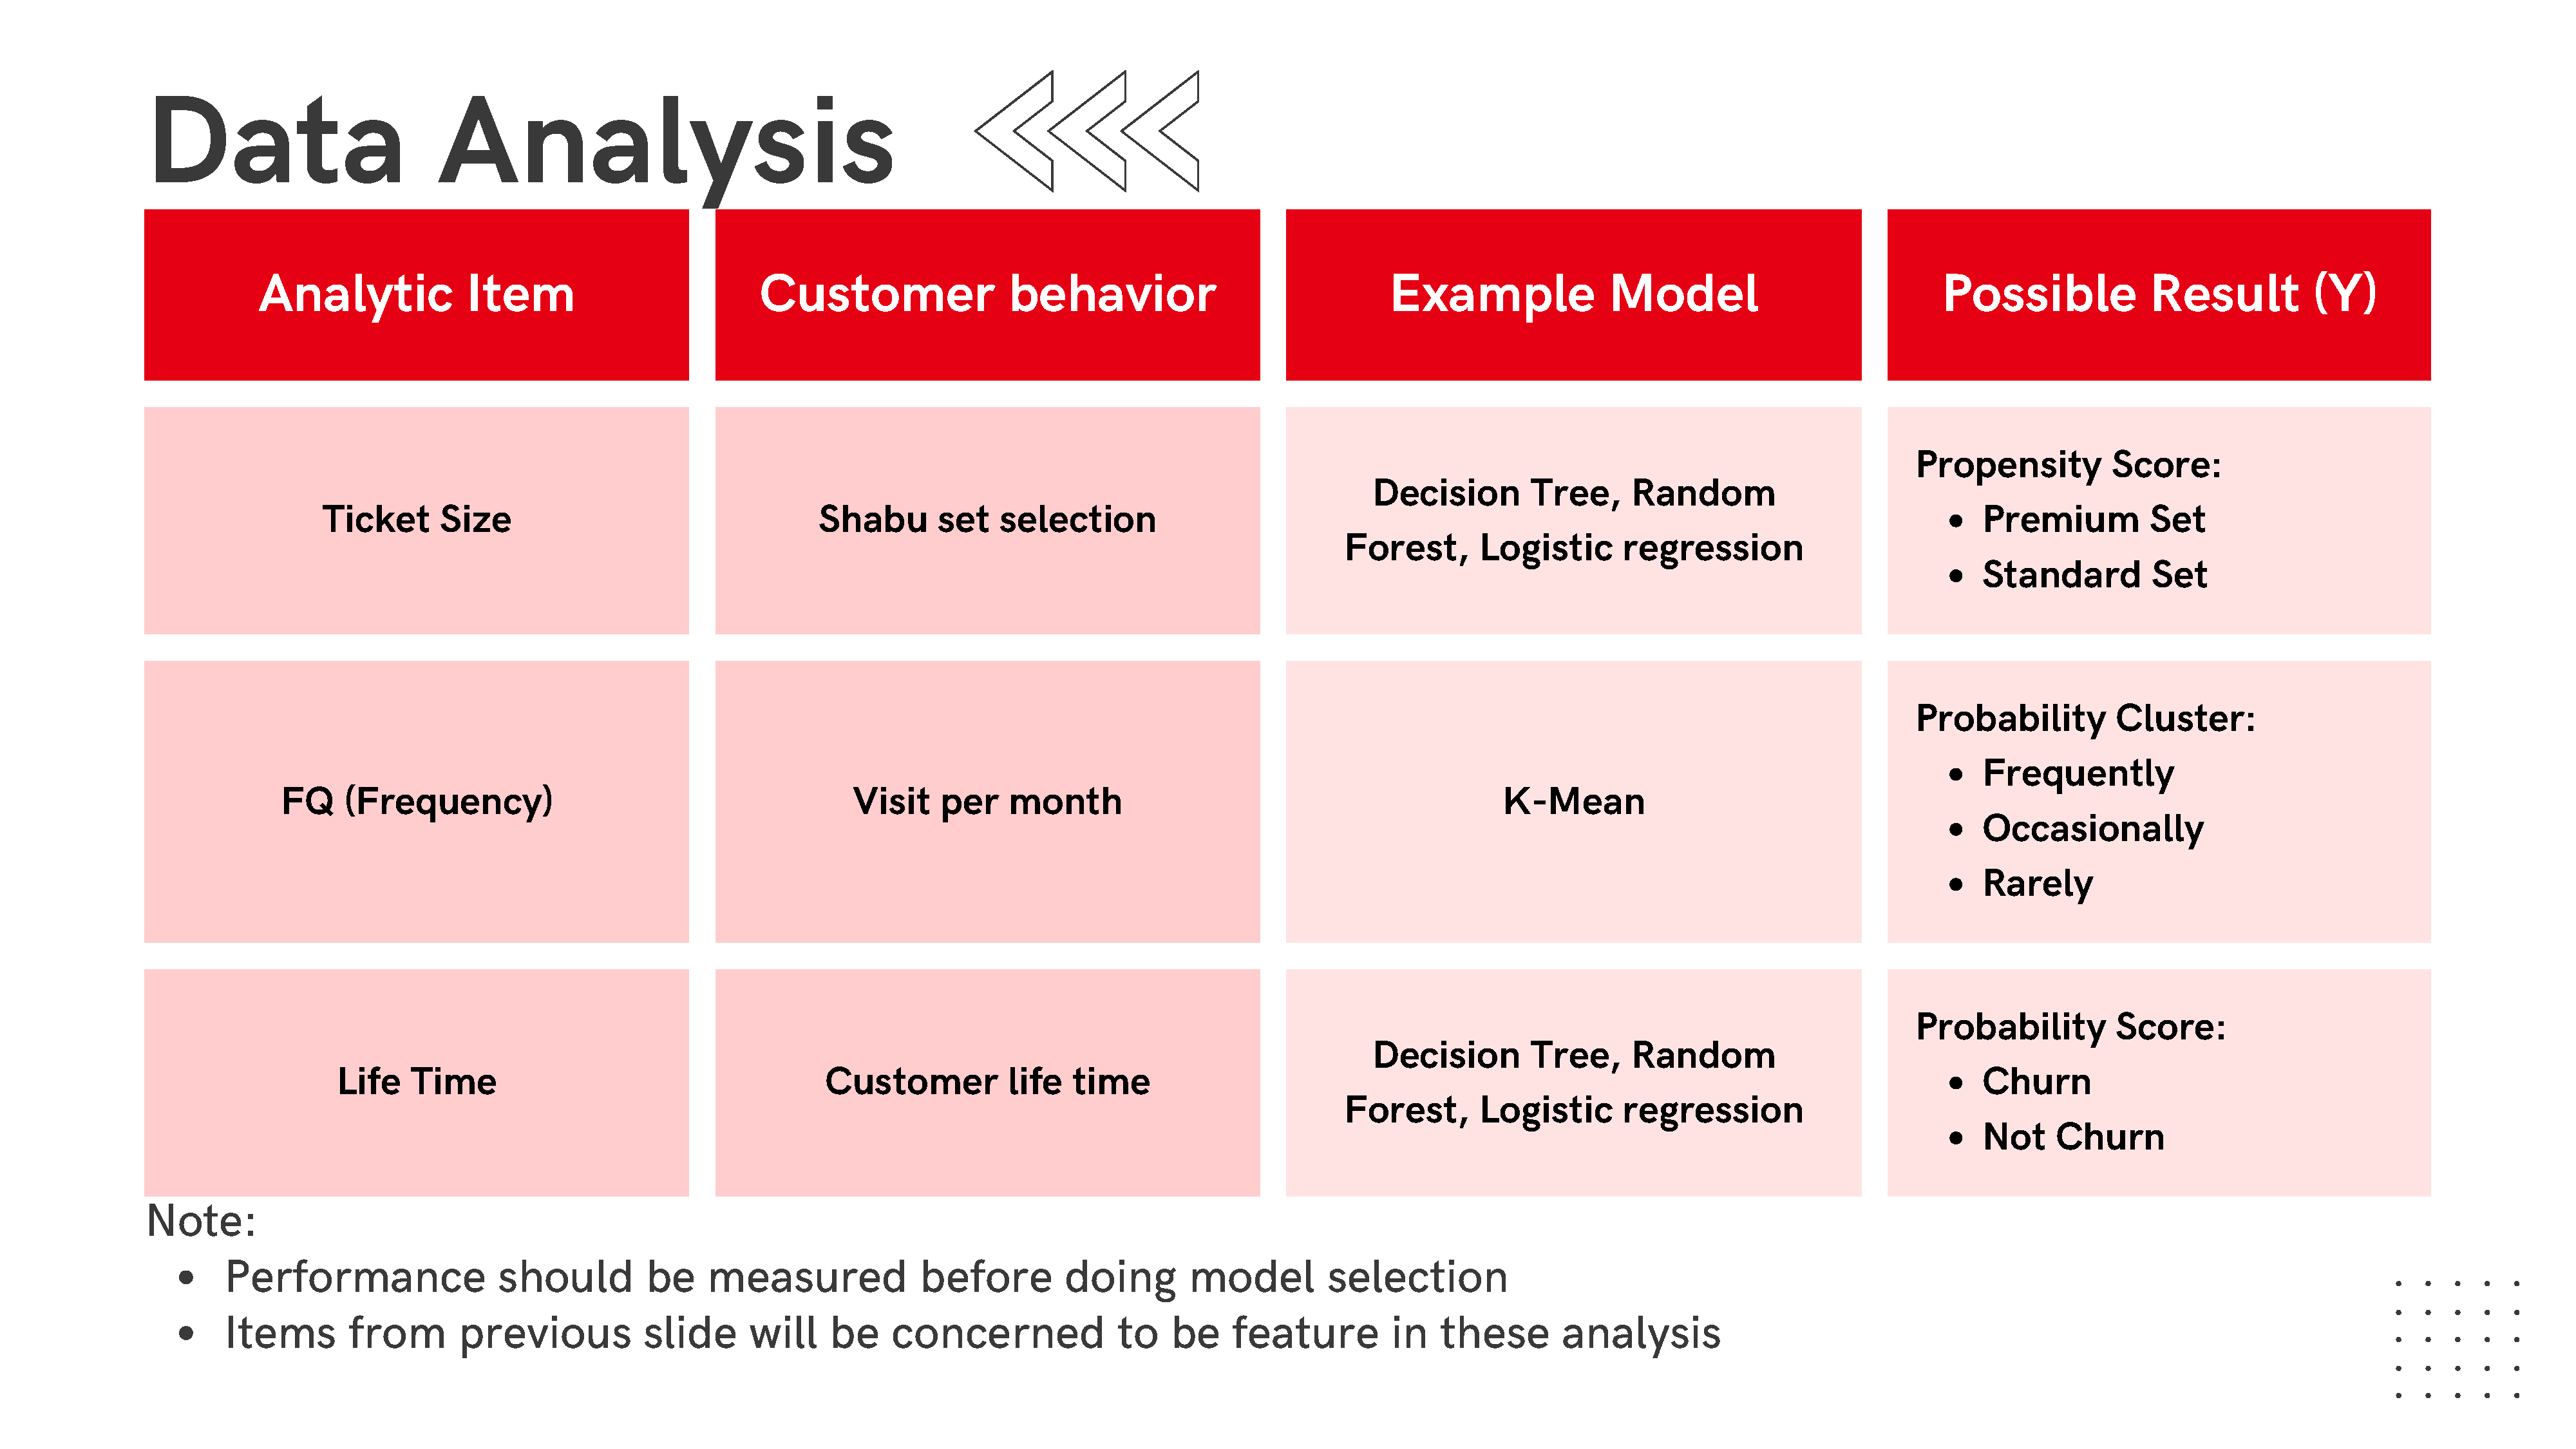 Data Analysis
Analytic Item
Customer behavior
Example Model
Possible Result (Y)
Ticket Size
Shabu set selection
Decision Tree, Random
Forest, Logistic regression
Propensity Score:
• Premium Set
• Standard Set
FQ (Frequency)
Visit per month
K-Mean
Probability Cluster:
• Frequently
• Occasionally
• Rarely
Life Time
Customer life time
Decision Tree, Random
Forest, Logistic regression
Probability Score:
• Churn
• Not Churn
Note:
• Performance should be measured before doing model selection
• Items from previous slide will be concerned to be feature in these analysis